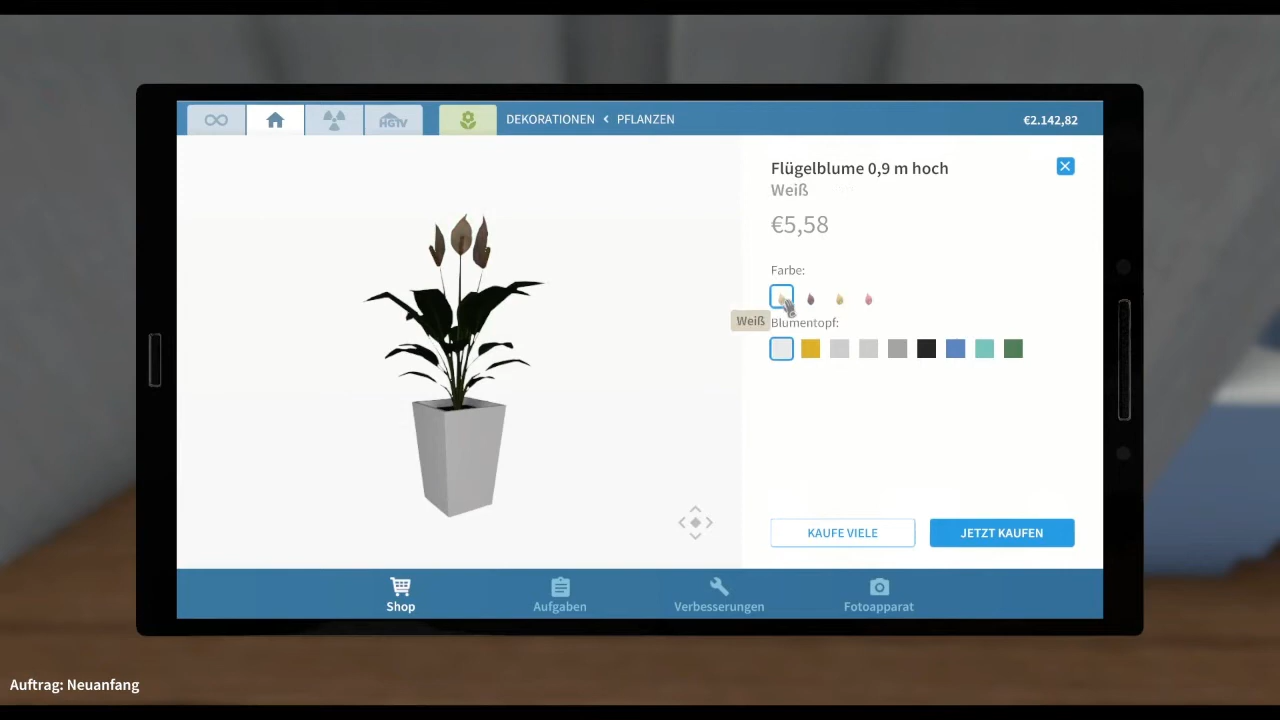 HGTV
DEKORATIONEN < PFLANZEN
€2.142,82
Flügelblume 0,9 m hoch
Weiß
€5,58
Farbe:
Weiß
Blumentopf:
KAUFE VIELE
JETZT KAUFEN
Shop
Aufgaben
Verbesserungen
Fotoapparat
Auftrag: Neuanfang